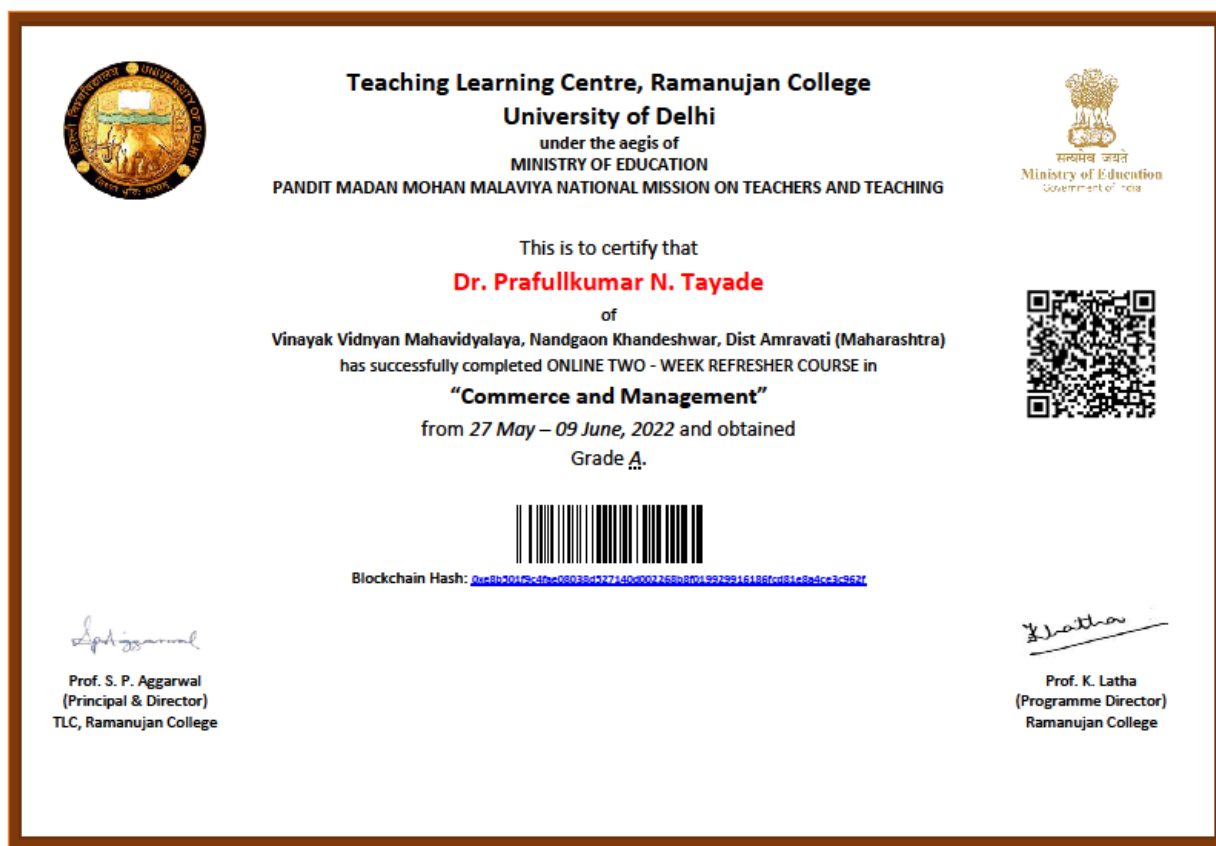 Teaching Learning Centre, Ramanujan College
University of Delhi
under the aegis of
MINISTRY OF EDUCATION
PANDIT MADAN MOHAN MALAVIYA NATIONAL MISSION ON TEACHERS AND TEACHING
UNIVERSITY OF DELHI
सत्यमेव जयते
Ministry of Education
Government of India
This is to certify that
Dr. Prafullkumar N. Tayade
of
Vinayak Vidnyan Mahavidyalaya, Nandgaon Khandeshwar, Dist Amravati (Maharashtra)
has successfully completed ONLINE TWO - WEEK REFRESHER COURSE in
“Commerce and Management”
from 27 May – 09 June, 2022 and obtained
Grade A.
Blockchain Hash:
Prof. S. P. Aggarwal
(Principal & Director)
TLC, Ramanujan College
Prof. K. Latha
(Programme Director)
Ramanujan College